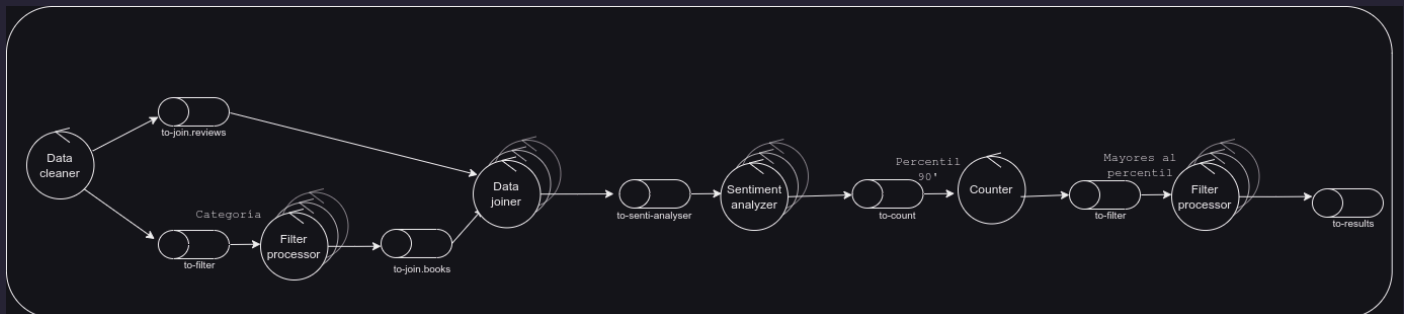 Data
cleaner
to-join.reviews
Categoria
to-filter
Filter
processor
to-join.books
Data
joiner
to-senti-analyser
Sentiment
analyzer
Percentil
90'
to-count
Counter
Mayores al
percentil
to-filter
Filter
processor
to-results